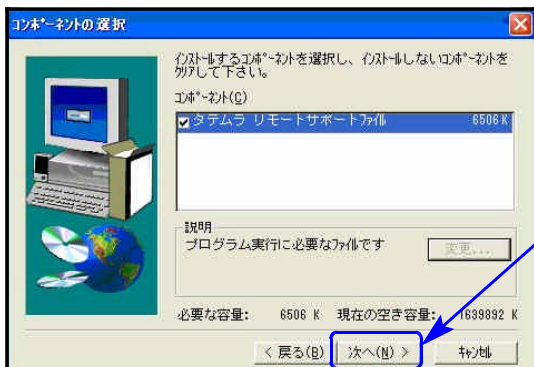 コンポーネントの選択
インストールするコンポーネントを選択し、インストールしないコンポーネントを
クリアして下さい。
コンポーネント(C)
タテムラ リモートサポートファイル 6506 K
説明
プログラム実行に必要なファイルです
変更...
必要な容量: 6506 K 現在の空き容量: 1639892 K
< 戻る(B) 次へ(N) > キャンセル